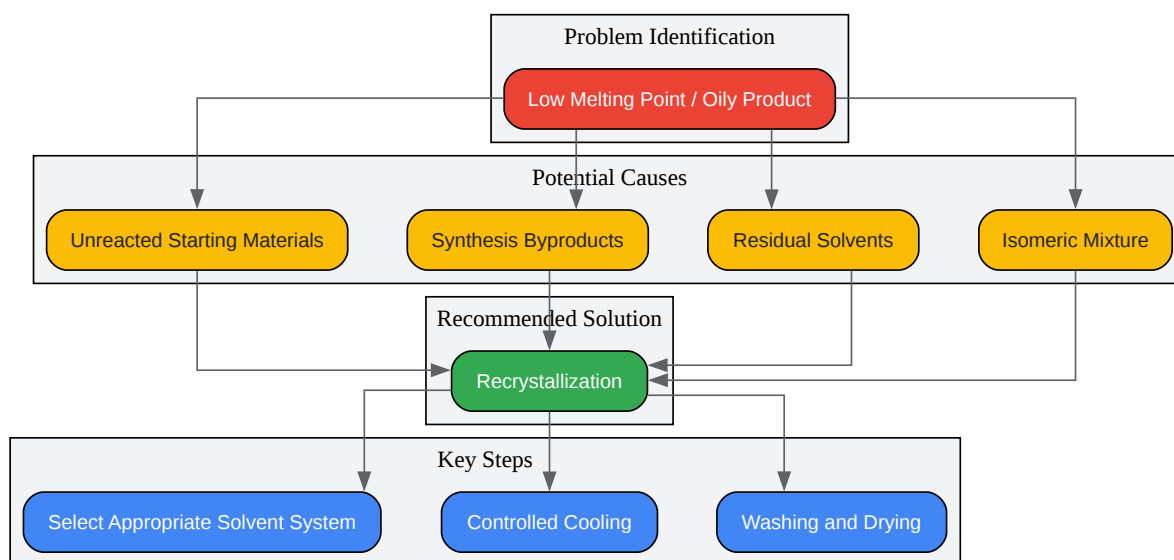 Problem Identification
Low Melting Point / Oily Product
Potential Causes
Unreacted Starting Materials
Synthesis Byproducts
Residual Solvents
Isomeric Mixture
Recommended Solution
Recrystallization
Key Steps
Select Appropriate Solvent System
Controlled Cooling
Washing and Drying